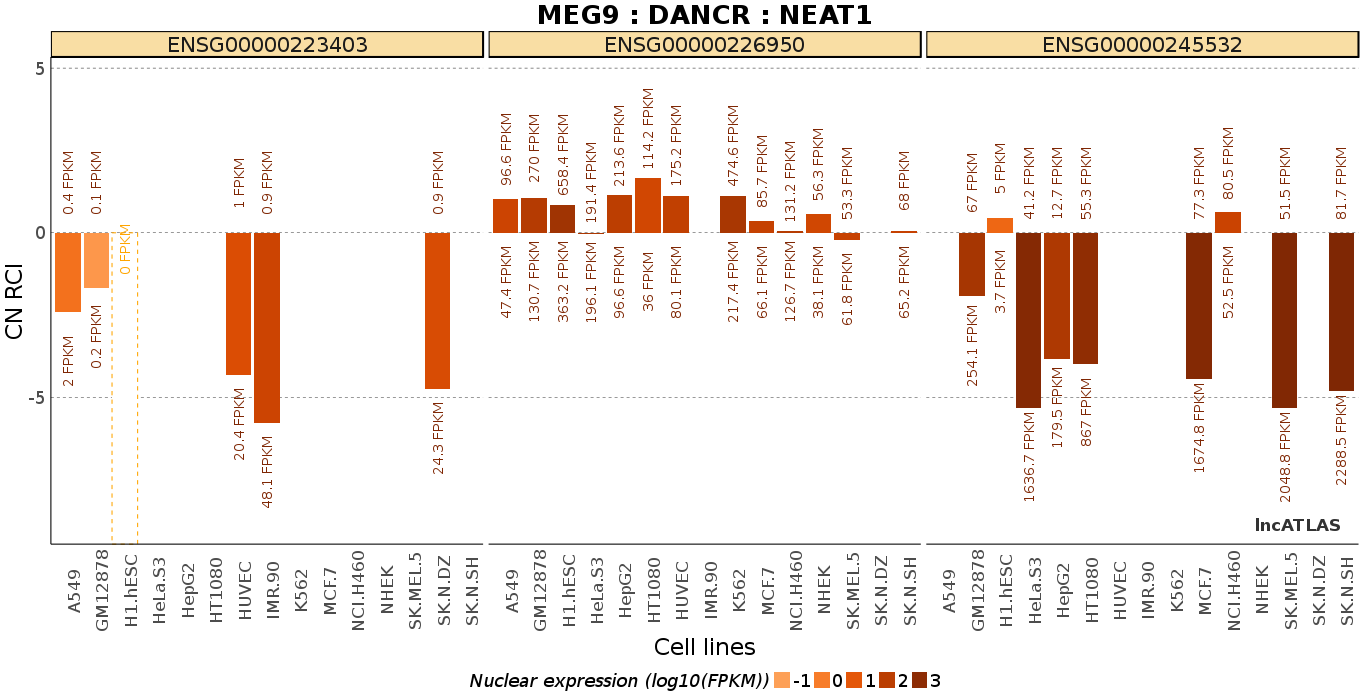 MEG9 : DANCR : NEAT1
ENSG00000223403
ENSG00000226950
ENSG00000245532
CN RCI
5
0
-5
0.4 FPKM
0.1 FPKM
0 FPKM
1 FPKM
0.9 FPKM
0.9 FPKM
2 FPKM
0.2 FPKM
20.4 FPKM
48.1 FPKM
24.3 FPKM
96.6 FPKM
270 FPKM
658.4 FPKM
191.4 FPKM
213.6 FPKM
114.2 FPKM
175.2 FPKM
474.6 FPKM
85.7 FPKM
131.2 FPKM
56.3 FPKM
53.3 FPKM
68 FPKM
47.4 FPKM
130.7 FPKM
363.2 FPKM
196.1 FPKM
96.6 FPKM
36 FPKM
80.1 FPKM
217.4 FPKM
66.1 FPKM
126.7 FPKM
38.1 FPKM
61.8 FPKM
65.2 FPKM
67 FPKM
5 FPKM
41.2 FPKM
12.7 FPKM
55.3 FPKM
77.3 FPKM
80.5 FPKM
51.5 FPKM
81.7 FPKM
254.1 FPKM
3.7 FPKM
1636.7 FPKM
179.5 FPKM
867 FPKM
1674.8 FPKM
52.5 FPKM
2048.8 FPKM
2288.5 FPKM
lncATLAS
A549
GM12878
H1.hESC
HeLa.S3
HepG2
HT1080
HUVEC
IMR.90
K562
MCF.7
NCI.H460
NHEK
SK.MEL.5
SK.N.DZ
SK.N.SH
A549
GM12878
H1.hESC
HeLa.S3
HepG2
HT1080
HUVEC
IMR.90
K562
MCF.7
NCI.H460
NHEK
SK.MEL.5
SK.N.DZ
SK.N.SH
A549
GM12878
H1.hESC
HeLa.S3
HepG2
HT1080
HUVEC
IMR.90
K562
MCF.7
NCI.H460
NHEK
SK.MEL.5
SK.N.DZ
SK.N.SH
Cell lines
Nuclear expression (log10(FPKM)) -1 0 1 2 3